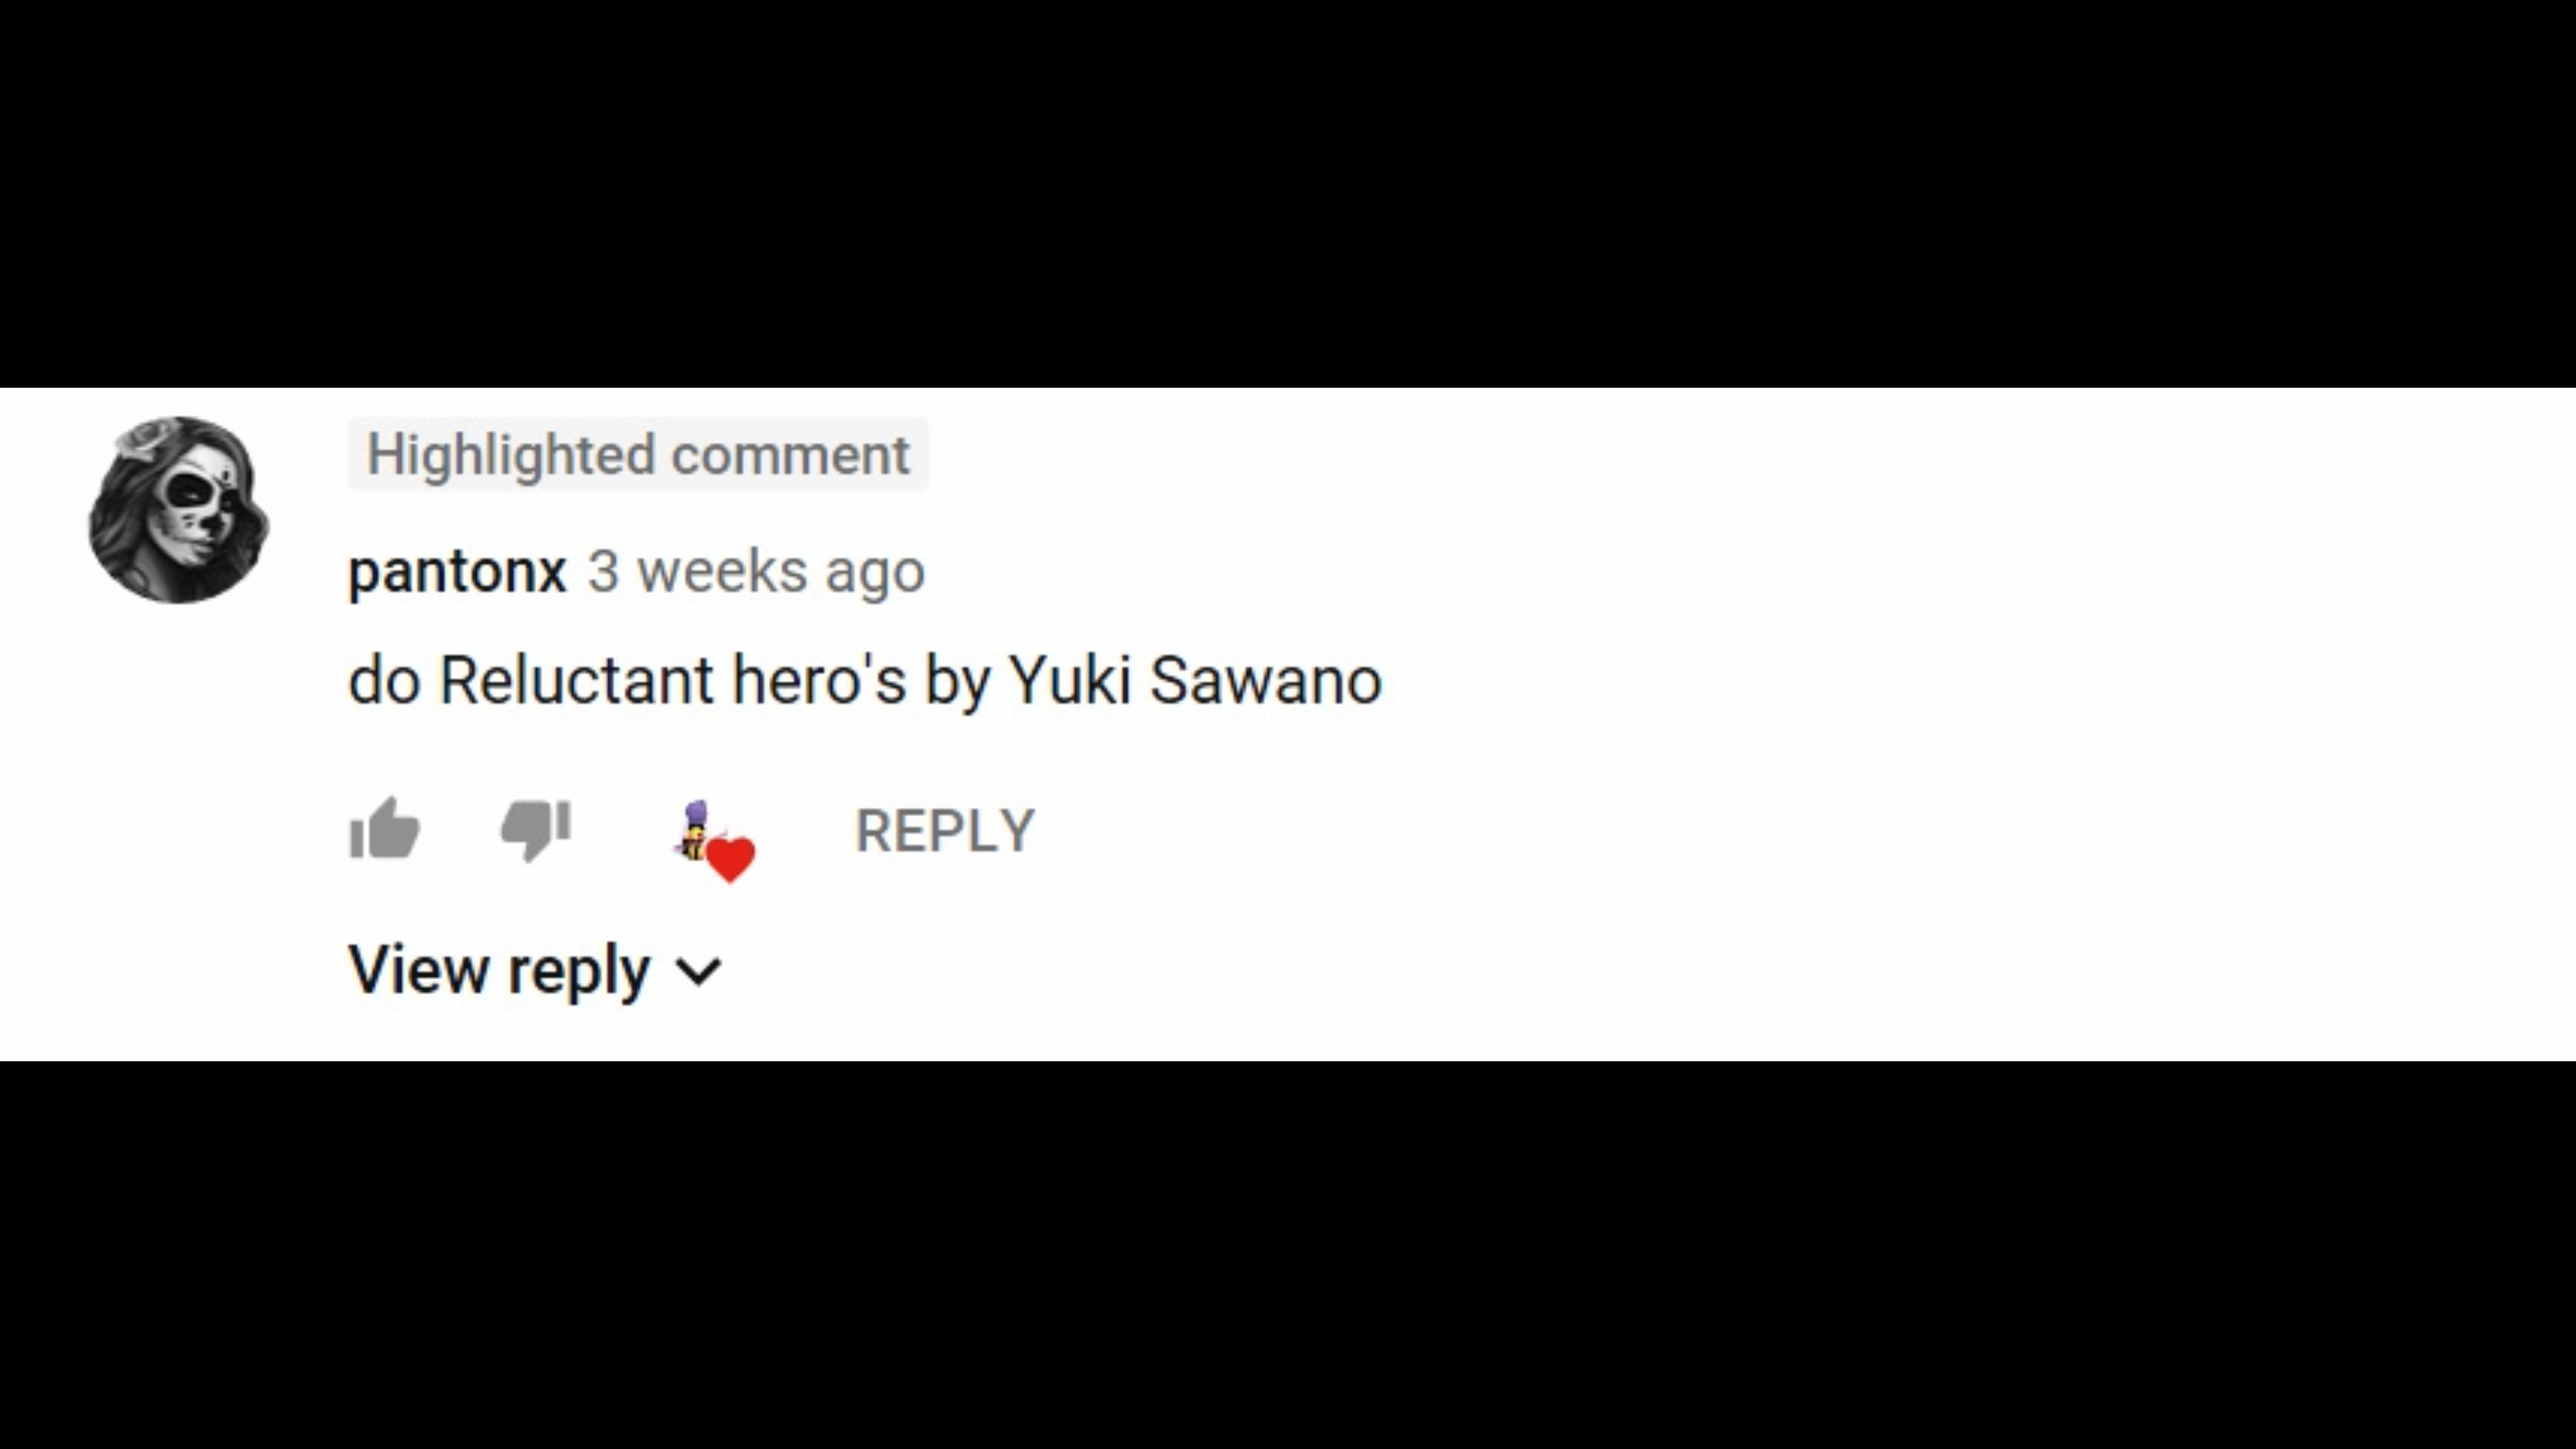 Highlighted comment
pantonx 3 weeks ago
do Reluctant hero's by Yuki Sawano
REPLY
View reply